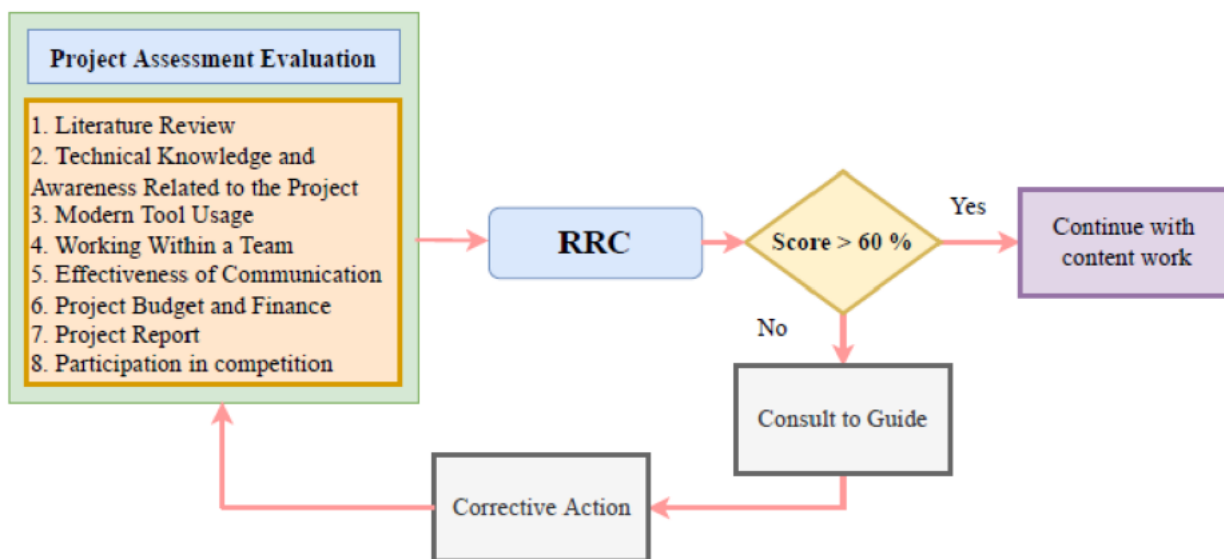 Project Assessment Evaluation
1. Literature Review
2. Technical Knowledge and
Awareness Related to the Project
3. Modern Tool Usage
4. Working Within a Team
5. Effectiveness of Communication
6. Project Budget and Finance
7. Project Report
8. Participation in competition
RRC
Score > 60 %
Yes
Continue with
content work
No
Consult to Guide
Corrective Action